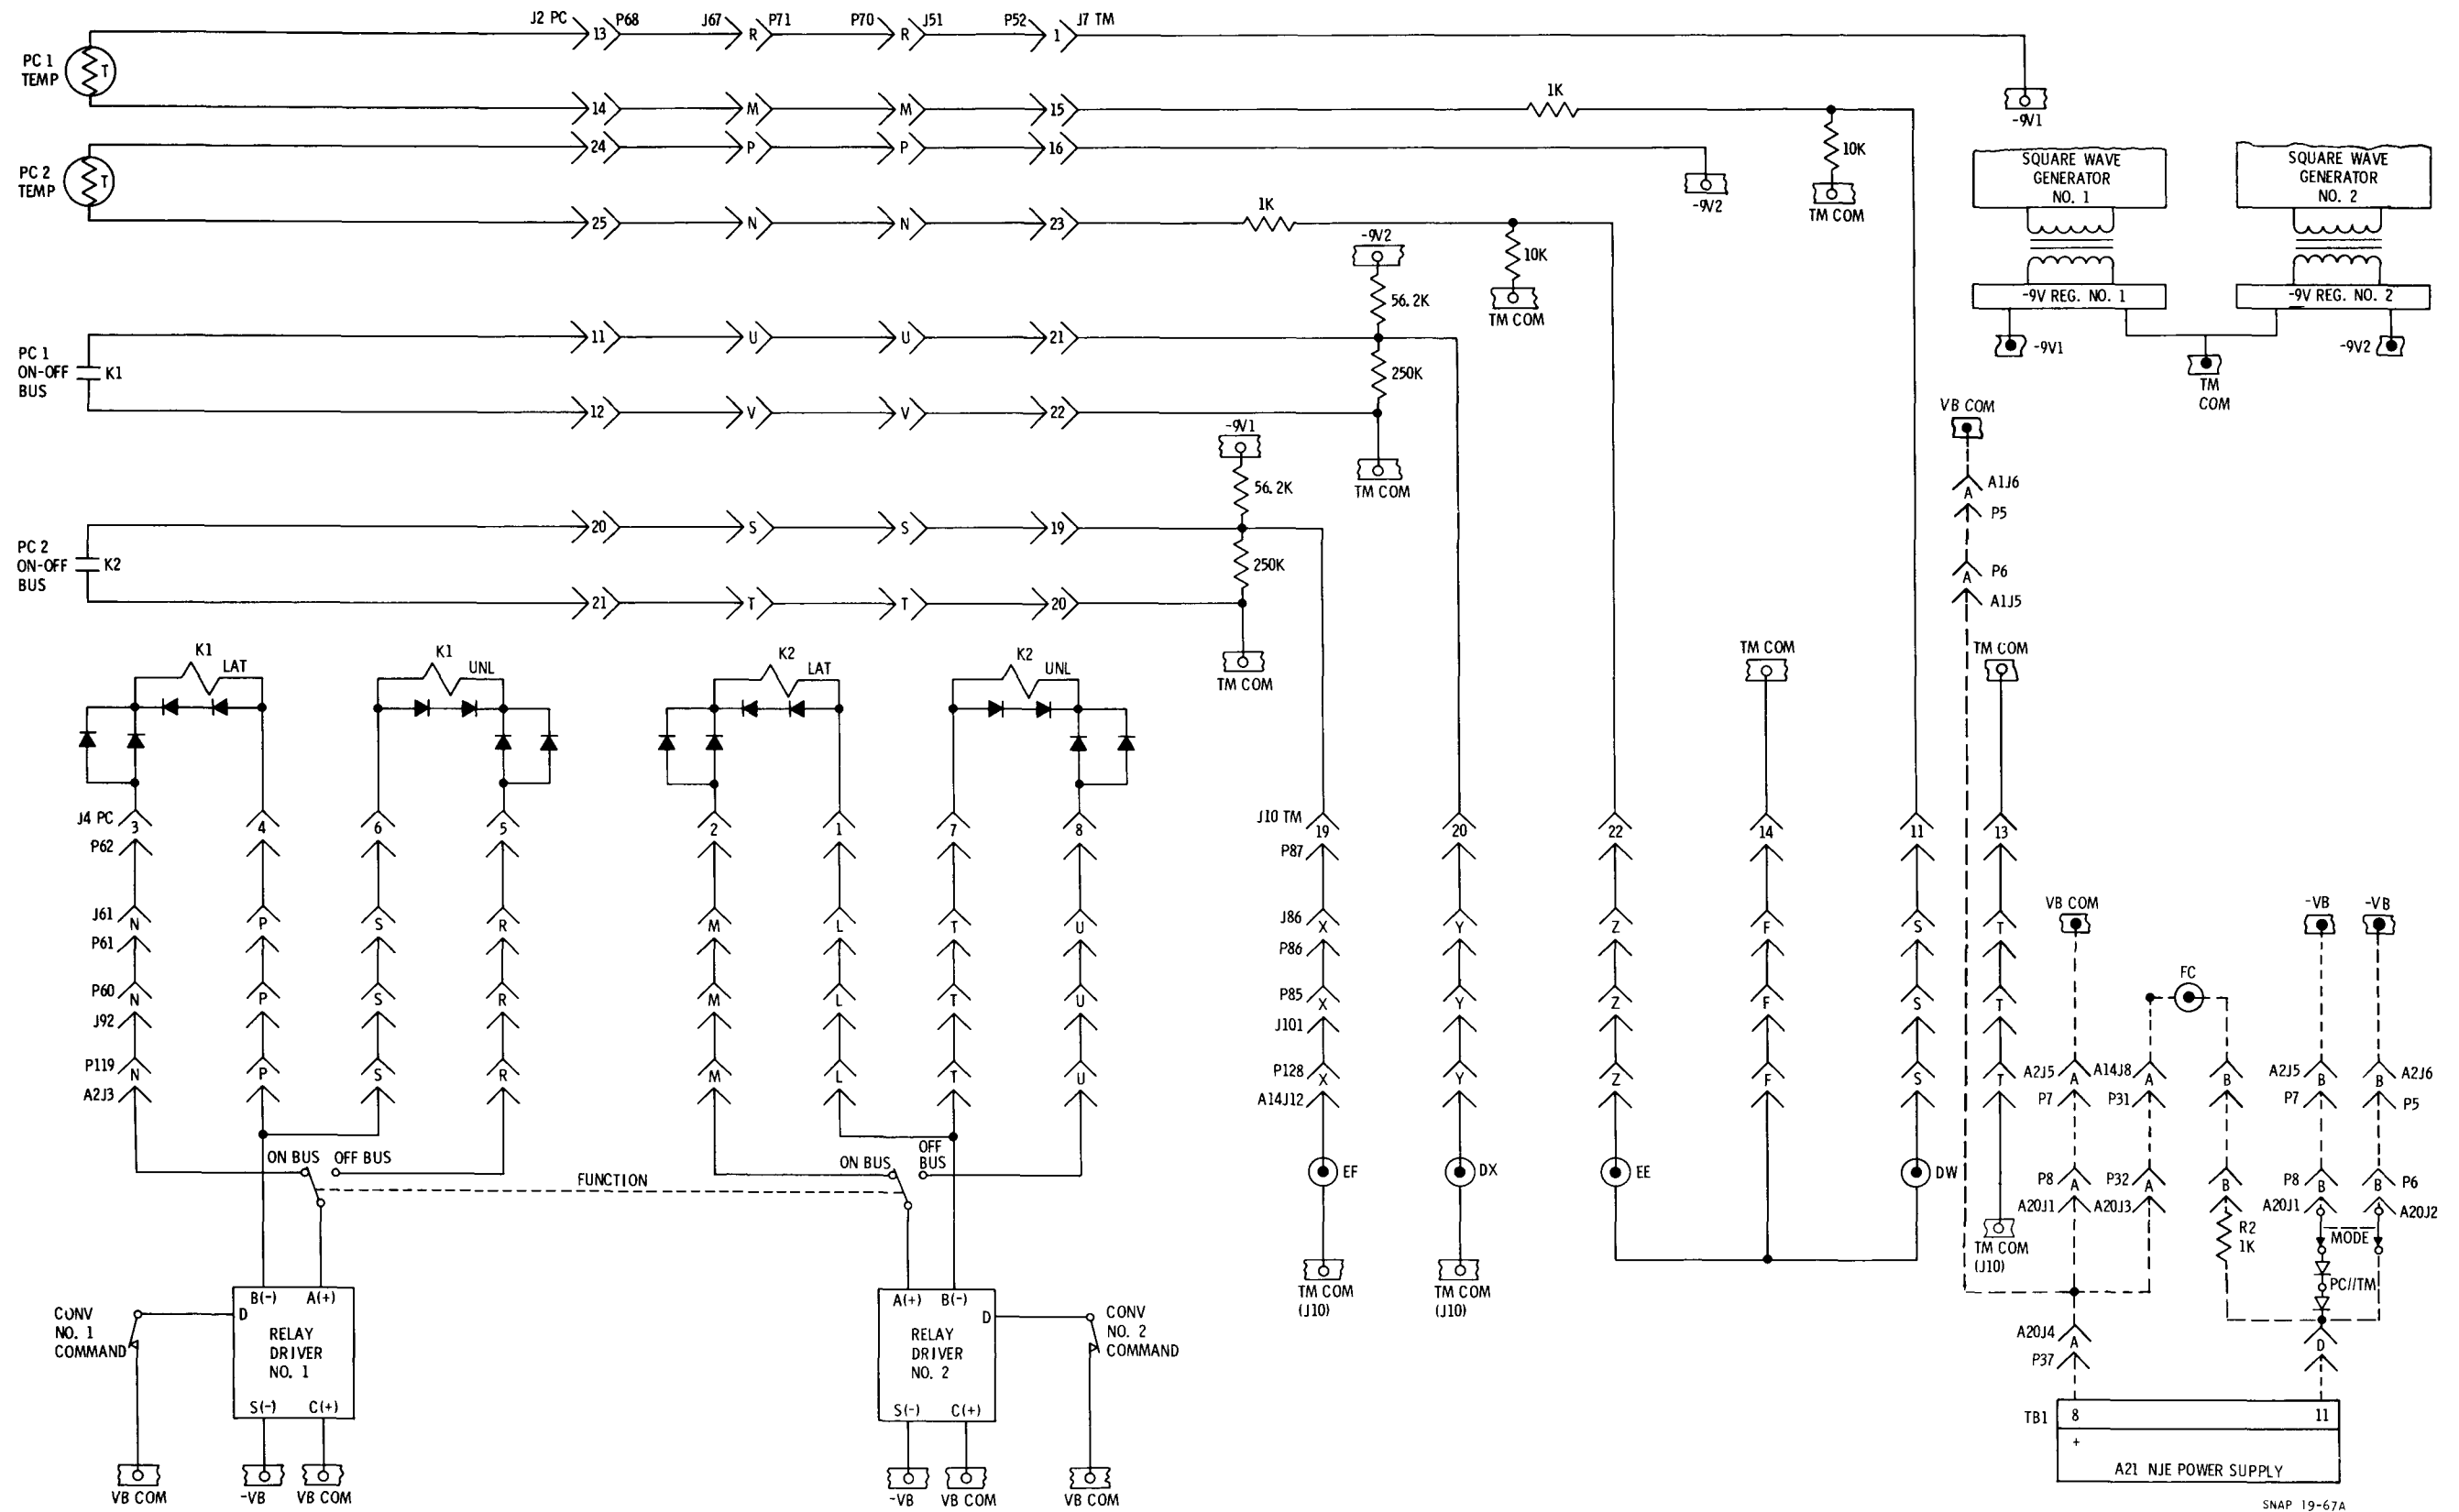 J2 PC P68 J67 P71 P70 J51 P52 J7 TM
13 R R 1
PC 1
TEMP
T
-9V1
14 M M 15 1K
10K
TM COM
24 P P 16
PC 2
TEMP
T
-9V2
25 N N 23 1K
10K
TM COM
SQUARE WAVE
GENERATOR
NO. 1
SQUARE WAVE
GENERATOR
NO. 2
-9V REG. NO. 1
-9V REG. NO. 2
-9V1
-9V2
TM
COM
-9V2
56.2K
11 U U 21
PC 1
ON-OFF
BUS
K1
250K
12 V V 22
TM COM
-9V1
56.2K
20 S S 19
PC 2
ON-OFF
BUS
K2
250K
21 T T 20
TM COM
VB COM
A1J6
A
P5
P6
A
A1J5
K1 LAT
K1 UNL
K2 LAT
K2 UNL
TM COM
TM COM
J4 PC 3 4 6 5 2 1 7 8
P62
J61
N P S R M L T U
P61
P60
N P S R M L T U
J92
P119
N P S R M L T U
A2J3
J10 TM
19 20 22 14 11 13
P87
J86
X Y Z F S T
P86
P85
X Y Z F S T
J101
P128
X Y Z F S T
A14J12
EF DX EE DW
TM COM
(J10)
TM COM
(J10)
TM COM
(J10)
ON BUS OFF BUS
FUNCTION
ON BUS
OFF
BUS
CONV
NO. 1
COMMAND
B(-) A(+)
D
RELAY
DRIVER
NO. 1
S(-) C(+)
VB COM
-VB
VB COM
A(+) B(-)
D
RELAY
DRIVER
NO. 2
S(-) C(+)
CONV
NO. 2
COMMAND
-VB
VB COM
VB COM
VB COM
FC
-VB
-VB
A2J5 A A14J8 A B A2J5 B B A2J6
P7 P31 P7 P5
P8 A P32 A B P8 B B P6
A20J1 A20J3 A20J1 A20J2
R2
1K
MODE
PC//TM
A20J4
A
P37
D
TB1
8 11
+
A21 NJE POWER SUPPLY
SNAP 19-67A